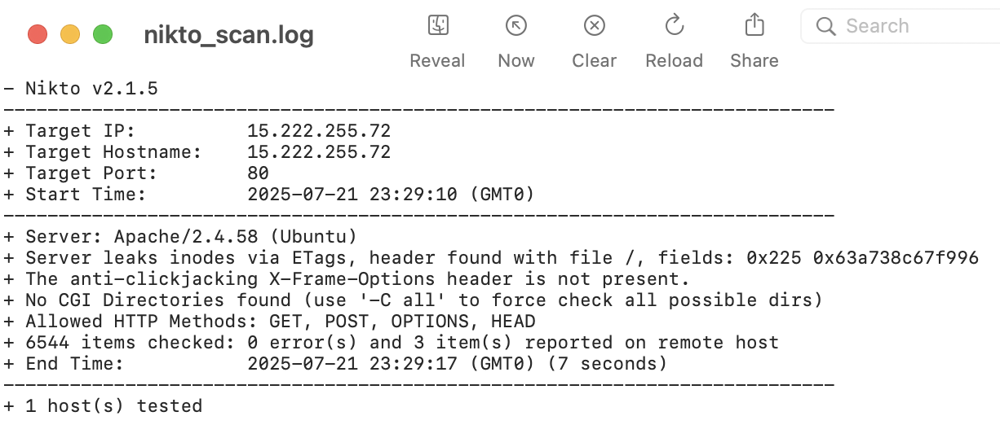 nikto_scan.log
Reveal Now Clear Reload Share Search
- Nikto v2.1.5
---------------------------------------------------------------------------
+ Target IP:          15.222.255.72
+ Target Hostname:    15.222.255.72
+ Target Port:        80
+ Start Time:         2025-07-21 23:29:10 (GMT0)
---------------------------------------------------------------------------
+ Server: Apache/2.4.58 (Ubuntu)
+ Server leaks inodes via ETags, header found with file /, fields: 0x225 0x63a738c67f996
+ The anti-clickjacking X-Frame-Options header is not present.
+ No CGI Directories found (use '-C all' to force check all possible dirs)
+ Allowed HTTP Methods: GET, POST, OPTIONS, HEAD
+ 6544 items checked: 0 error(s) and 3 item(s) reported on remote host
+ End Time:           2025-07-21 23:29:17 (GMT0) (7 seconds)
---------------------------------------------------------------------------
+ 1 host(s) tested